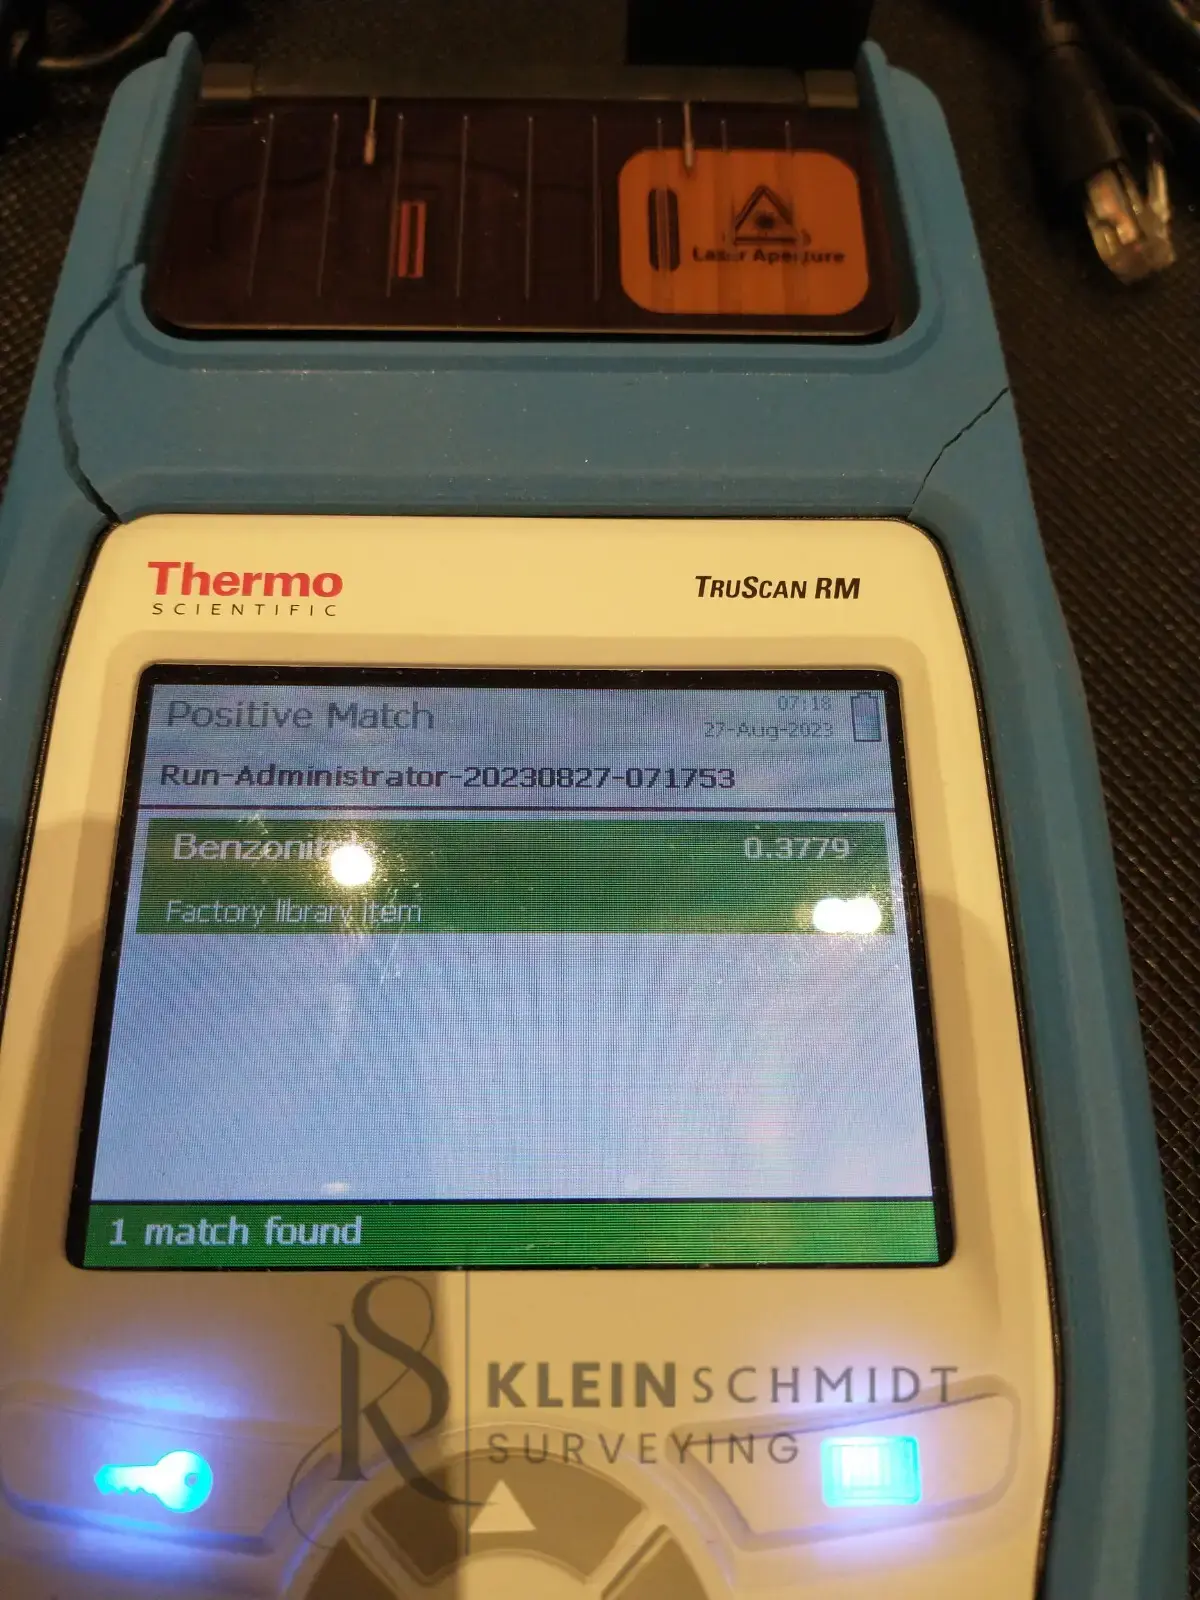 Laser Aperture
Thermo
SCIENTIFIC
TRUSCAN RM
Positive Match
07:18
27-Aug-2023
Run-Administrator-20230827-071753
0.3779
Factory library item
1 match found
KLEINSCHMIDT
SURVEYING